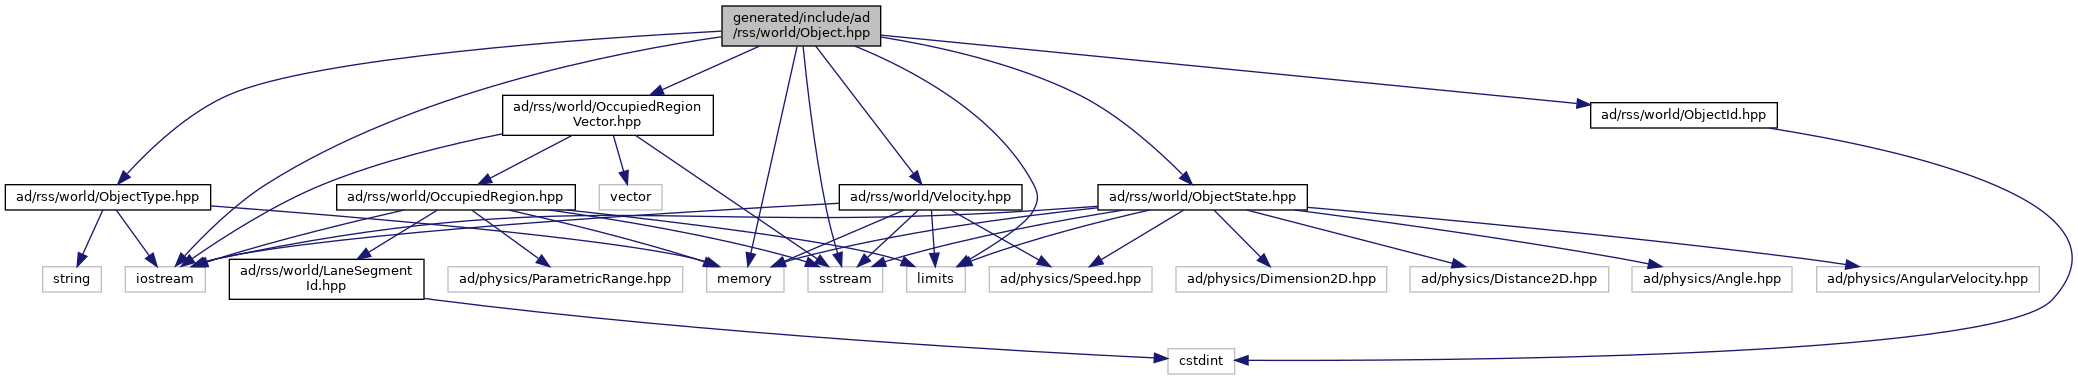 generated/include/ad
/rss/world/Object.hpp
ad/rss/world/OccupiedRegion
Vector.hpp
ad/rss/world/ObjectId.hpp
ad/rss/world/ObjectType.hpp
ad/rss/world/OccupiedRegion.hpp
vector
ad/rss/world/Velocity.hpp
ad/rss/world/ObjectState.hpp
string
iostream
ad/rss/world/LaneSegment
Id.hpp
ad/physics/ParametricRange.hpp
memory
sstream
limits
ad/physics/Speed.hpp
ad/physics/Dimension2D.hpp
ad/physics/Distance2D.hpp
ad/physics/Angle.hpp
ad/physics/AngularVelocity.hpp
cstdint